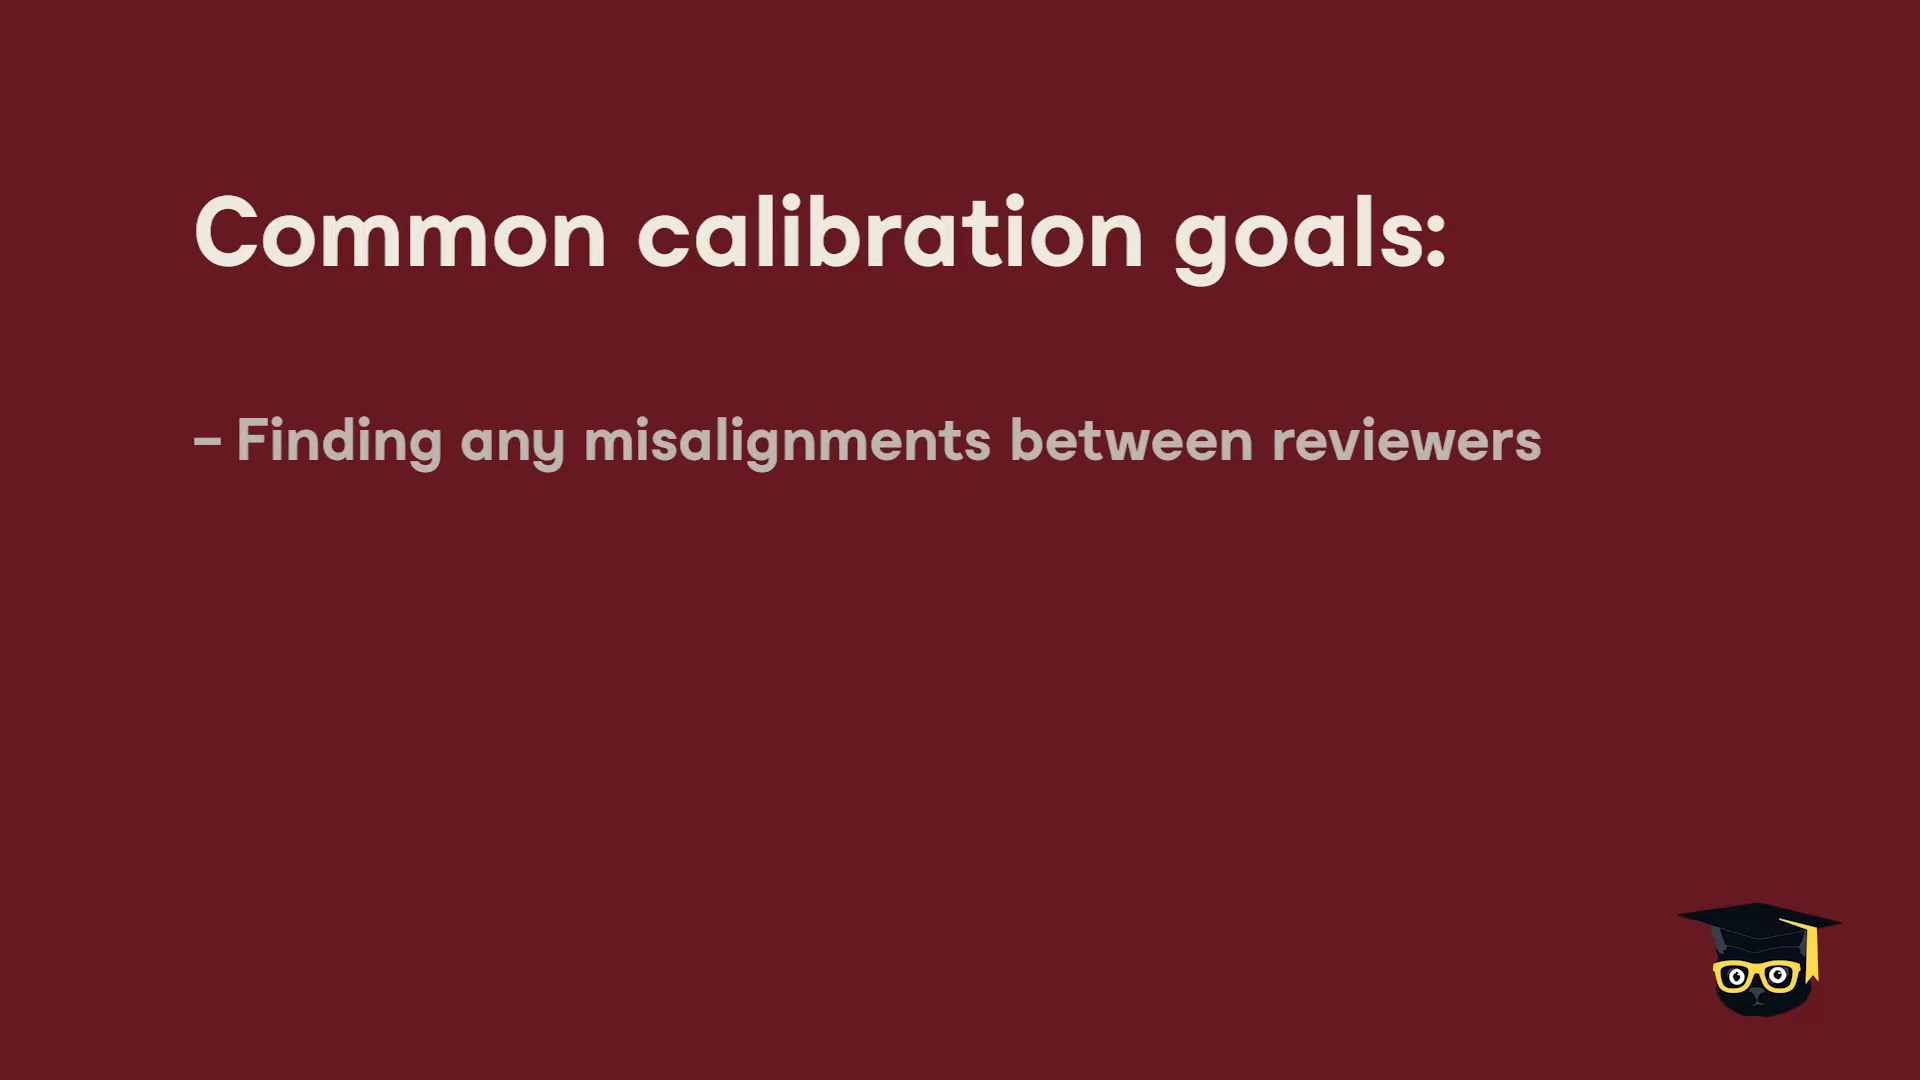 Common calibration goals:
– Finding any misalignments between reviewers